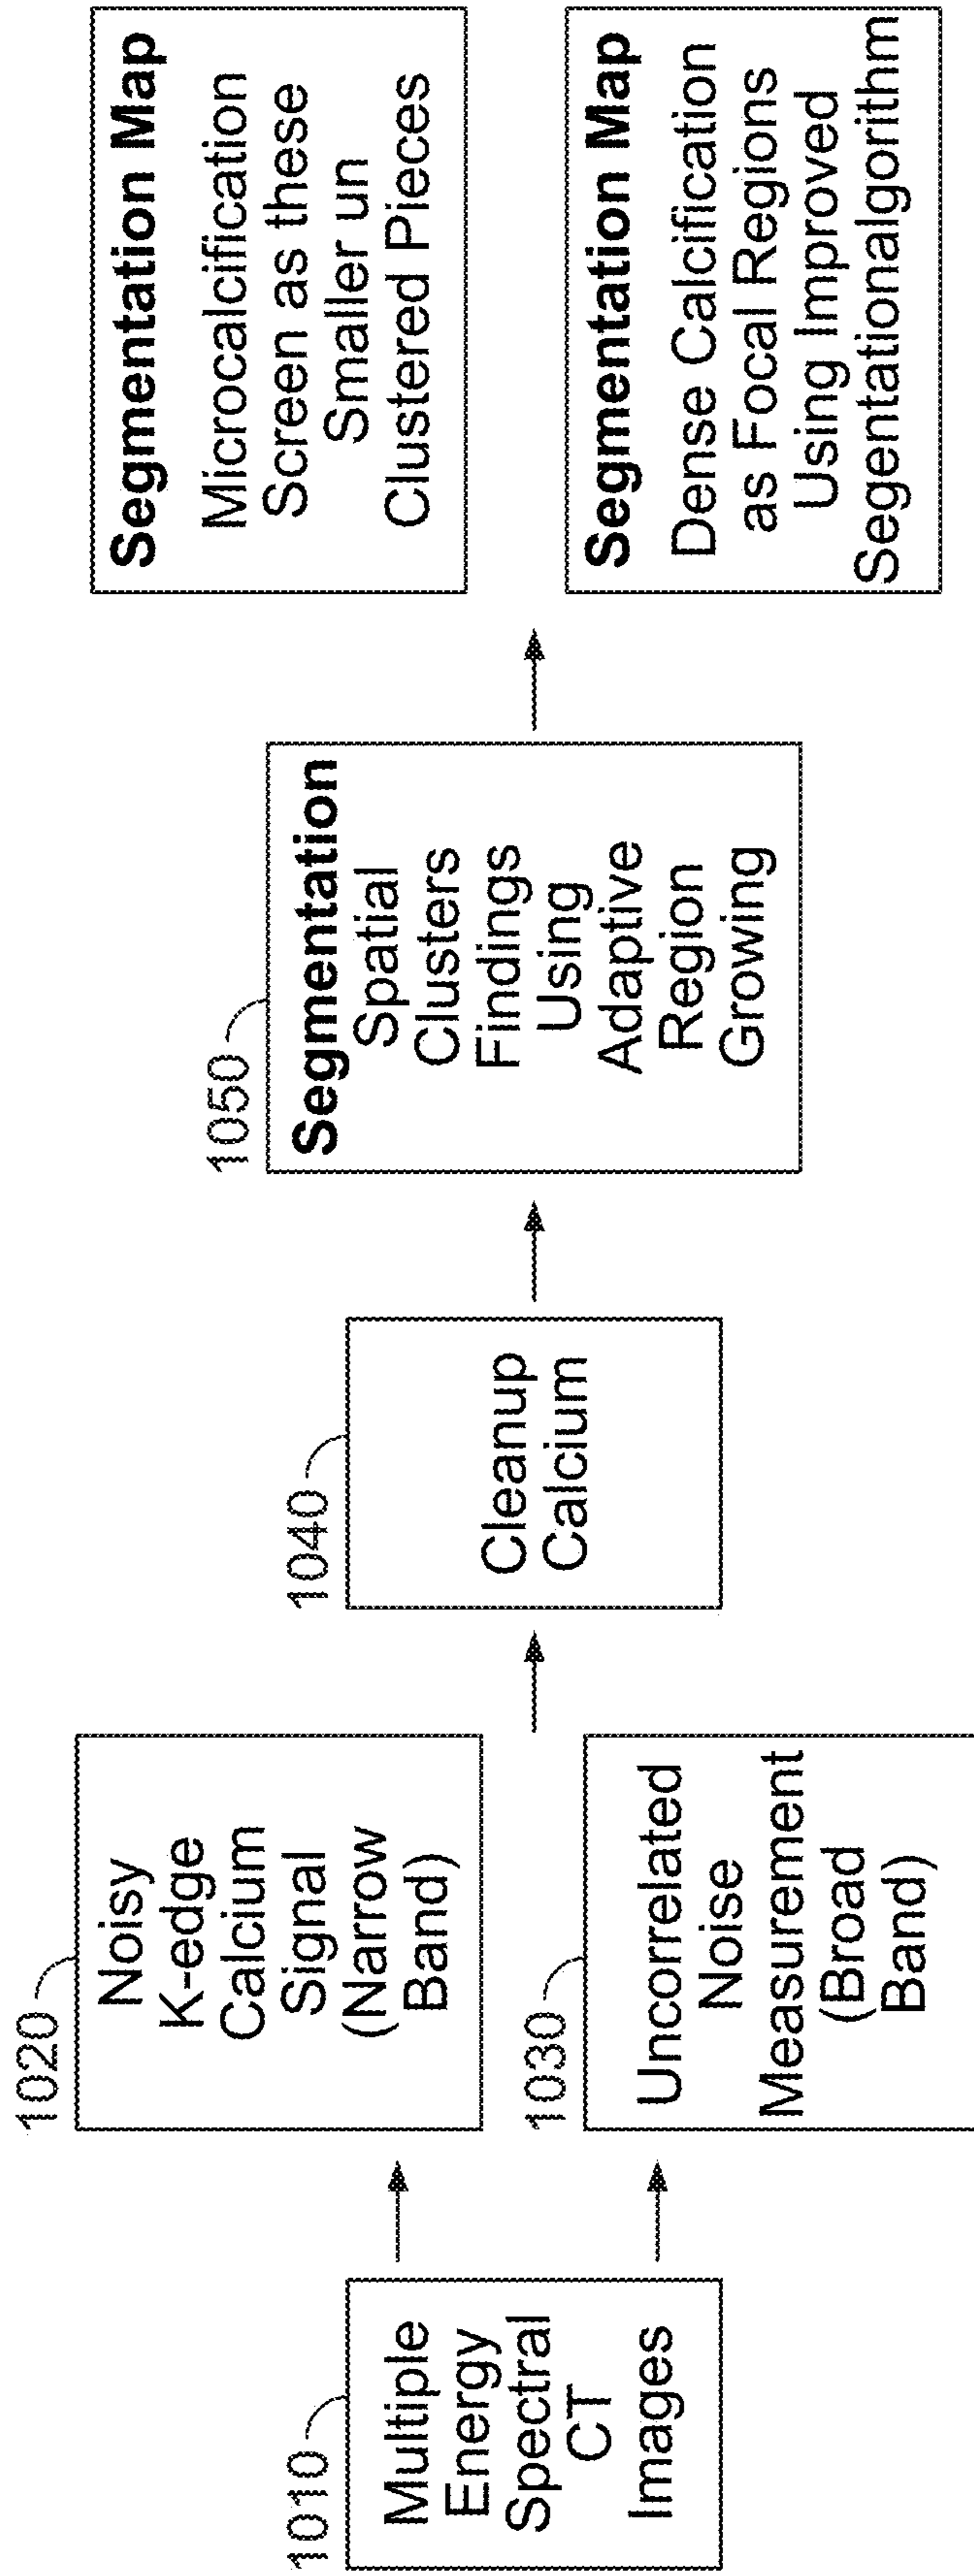 1010
Multiple
Energy
Spectral
CT
Images
1020
Noisy
K-edge
Calcium
Signal
(Narrow
Band)
1030
Uncorrelated
Noise
Measurement
(Broad
Band)
1040
Cleanup
Calcium
1050
Segmentation
Spatial
Clusters
Findings
Using
Adaptive
Region
Growing
Segmentation Map
Microcalcification
Screen as these
Smaller un
Clustered Pieces
Segmentation Map
Dense Calcification
as Focal Regions
Using Improved
Segentationalgorithm